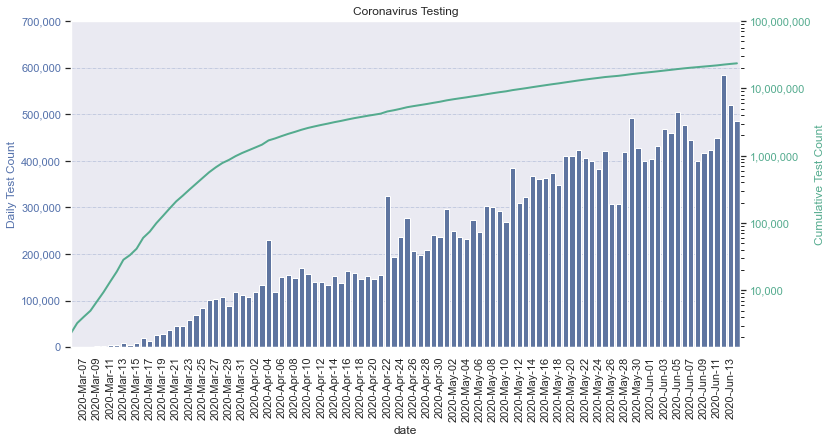 Coronavirus Testing
700,000
600,000
500,000
400,000
300,000
200,000
100,000
0
Daily Test Count
100,000,000
10,000,000
1,000,000
100,000
10,000
Cumulative Test Count
2020-Mar-07
2020-Mar-09
2020-Mar-11
2020-Mar-13
2020-Mar-15
2020-Mar-17
2020-Mar-19
2020-Mar-21
2020-Mar-23
2020-Mar-25
2020-Mar-27
2020-Mar-29
2020-Mar-31
2020-Apr-02
2020-Apr-04
2020-Apr-06
2020-Apr-08
2020-Apr-10
2020-Apr-12
2020-Apr-14
2020-Apr-16
2020-Apr-18
2020-Apr-20
2020-Apr-22
2020-Apr-24
2020-Apr-26
2020-Apr-28
2020-Apr-30
2020-May-02
2020-May-04
2020-May-06
2020-May-08
2020-May-10
2020-May-12
2020-May-14
2020-May-16
2020-May-18
2020-May-20
2020-May-22
2020-May-24
2020-May-26
2020-May-28
2020-May-30
2020-Jun-01
2020-Jun-03
2020-Jun-05
2020-Jun-07
2020-Jun-09
2020-Jun-11
2020-Jun-13
date